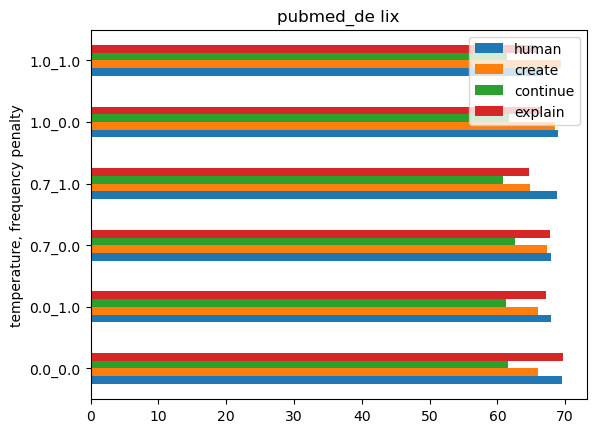 pubmed_de lix
human
create
continue
explain
temperature, frequency penalty
1.0_1.0
1.0_0.0
0.7_1.0
0.7_0.0
0.0_1.0
0.0_0.0
0 10 20 30 40 50 60 70